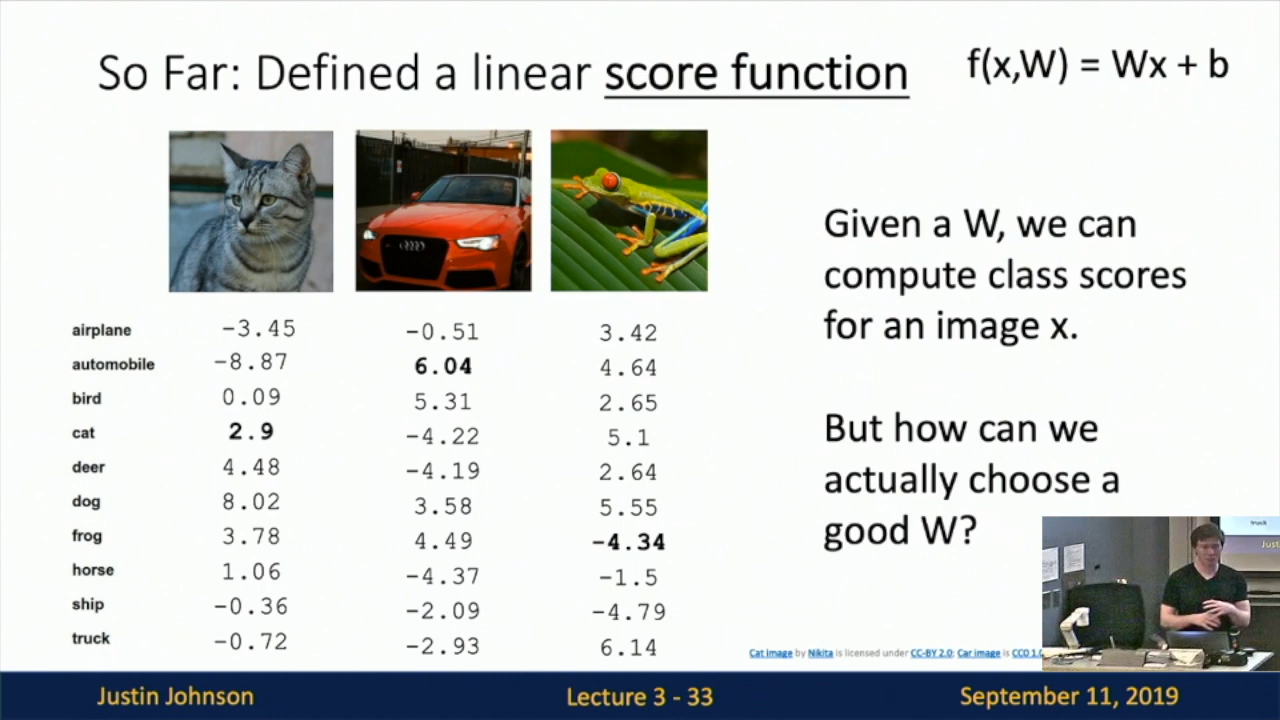 So Far: Defined a linear score function
f(x,W) = Wx + b
airplane -3.45 -0.51 3.42
automobile -8.87 6.04 4.64
bird 0.09 5.31 2.65
cat 2.9 -4.22 5.1
deer 4.48 -4.19 2.64
dog 8.02 3.58 5.55
frog 3.78 4.49 -4.34
horse 1.06 -4.37 -1.5
ship -0.36 -2.09 -4.79
truck -0.72 -2.93 6.14
Given a W, we can
compute class scores
for an image x.
But how can we
actually choose a
good W?
truck
Just
Cat image by Nikita is licensed under CC-BY 2.0; Car image is CC0 1.0
Justin Johnson
Lecture 3 - 33
September 11, 2019